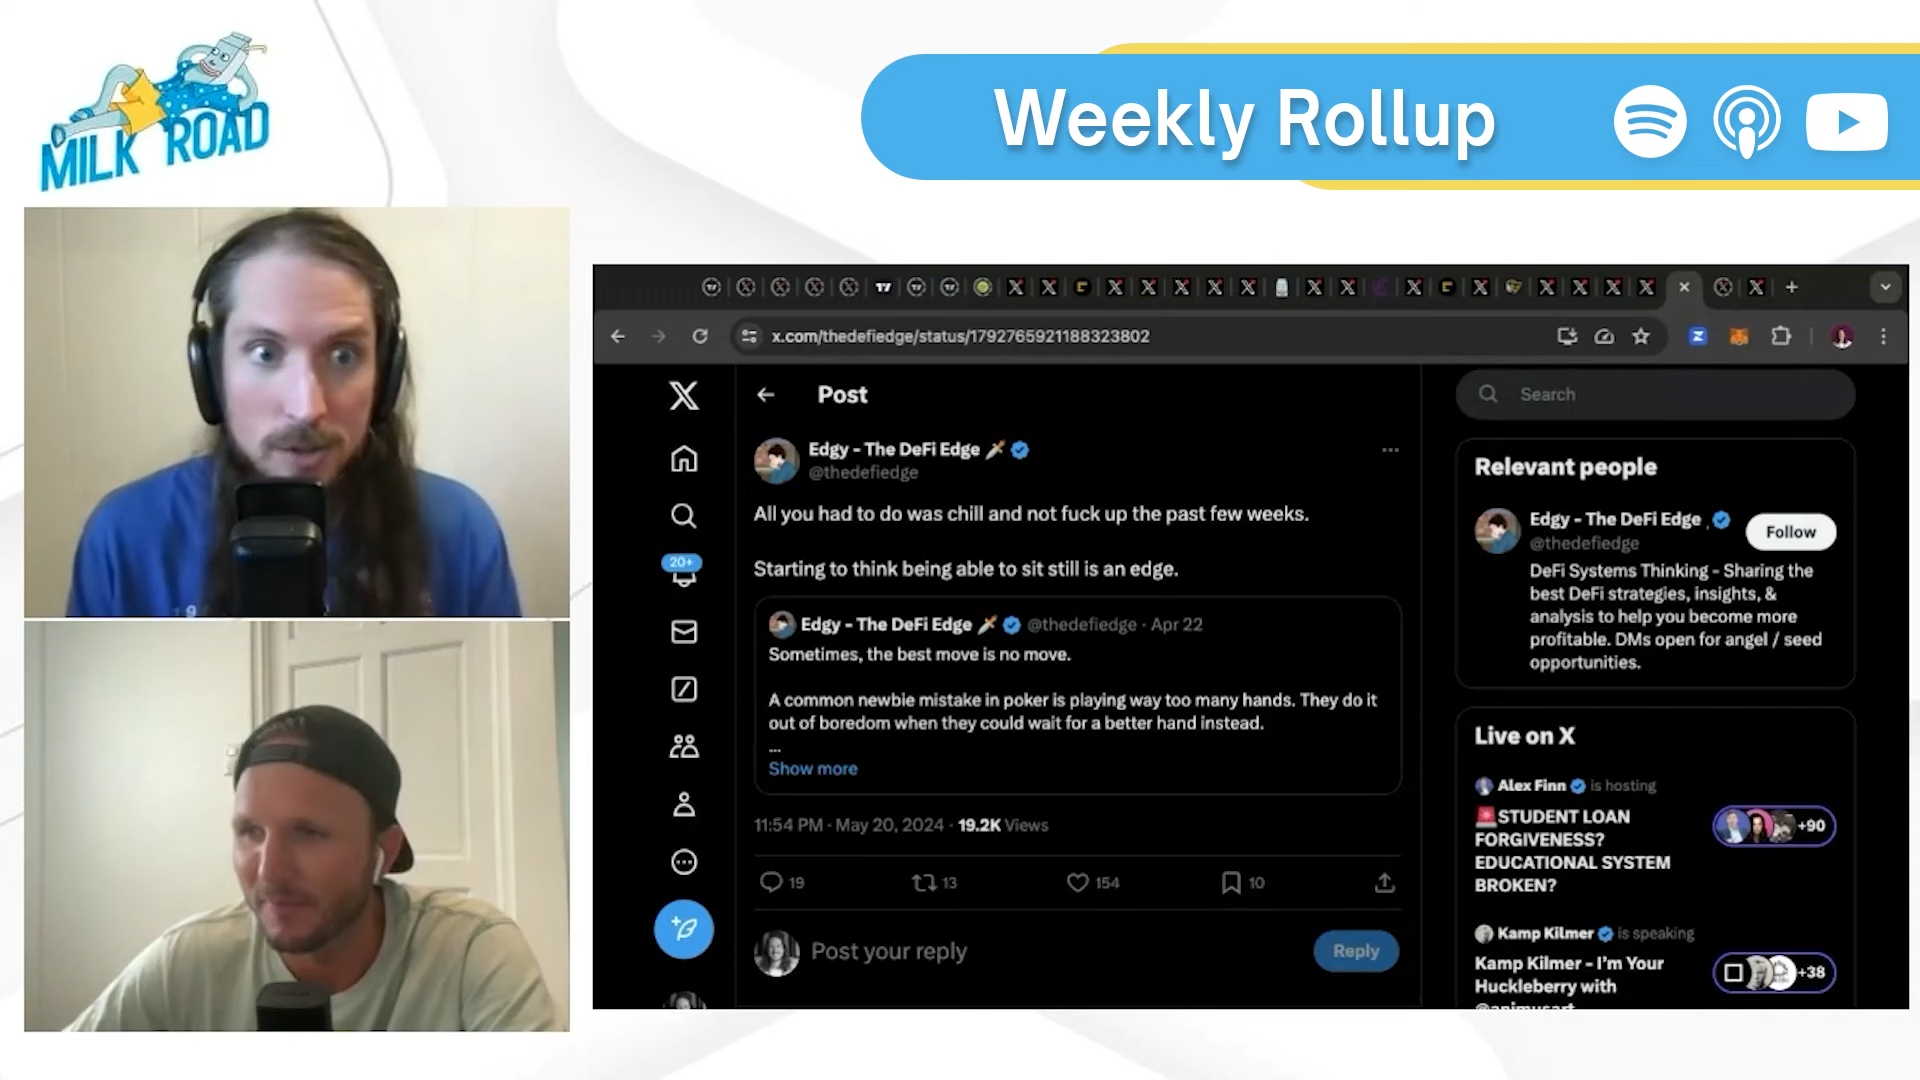 MILK ROAD
Weekly Rollup
x.com/thedefiedge/status/1792765921188323802
Post
Search
Edgy - The DeFi Edge
@thedefiedge
All you had to do was chill and not fuck up the past few weeks.
Starting to think being able to sit still is an edge.
Edgy - The DeFi Edge @thedefiedge · Apr 22
Sometimes, the best move is no move.
A common newbie mistake in poker is playing way too many hands. They do it
out of boredom when they could wait for a better hand instead.
...
Show more
11:54 PM · May 20, 2024 · 19.2K Views
19
13
154
10
Post your reply
Reply
20+
Relevant people
Edgy - The DeFi Edge
@thedefiedge
Follow
DeFi Systems Thinking - Sharing the
best DeFi strategies, insights, &
analysis to help you become more
profitable. DMs open for angel / seed
opportunities.
Live on X
Alex Finn is hosting
STUDENT LOAN
FORGIVENESS?
EDUCATIONAL SYSTEM
BROKEN?
+90
Kamp Kilmer is speaking
Kamp Kilmer - I'm Your
Huckleberry with
+38